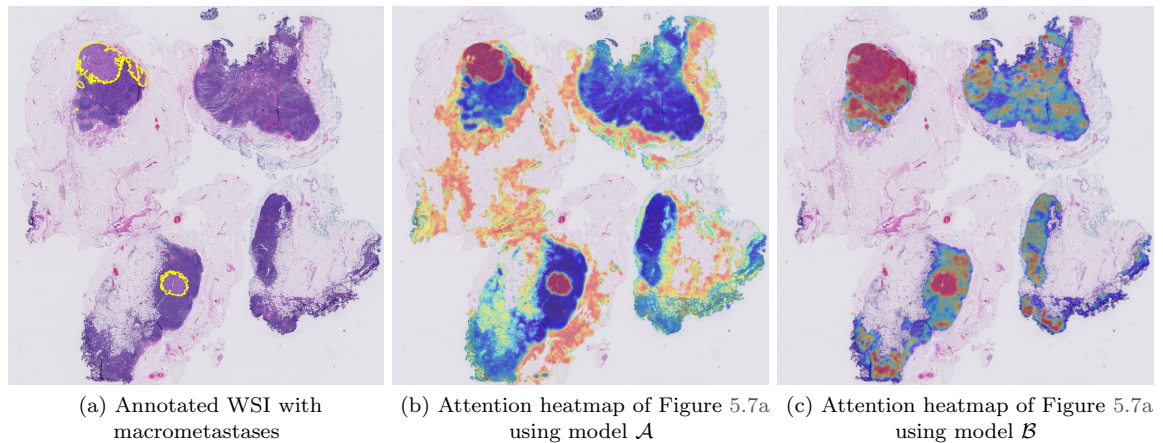 (a) Annotated WSI with
macrometastases
(b) Attention heatmap of Figure 5.7a
using model 𝒜
(c) Attention heatmap of Figure 5.7a
using model ℬ